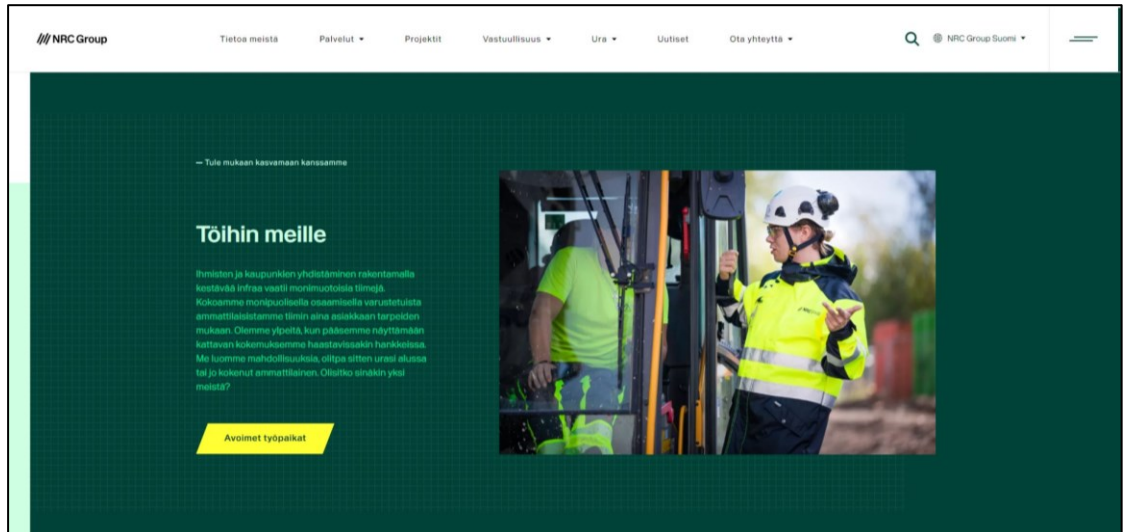 NRC Group
Tietoa meistä
Palvelut
Projektit
Vastuullisuus
Ura
Uutiset
Ota yhteyttä
NRC Group Suomi
— Tule mukaan kasvamaan kanssamme
Töihin meille
Ihmisten ja kaupunkien yhdistäminen rakentamalla
kestävää infraa vaatii monimuotoisia tiimejä.
Kokoamme monipuolisella osaamisella varustetuista
ammattilaisistamme tiimin aina asiakkaan tarpeiden
mukaan. Olemme ylpeitä, kun pääsemme näyttämään
kattavan kokemuksemme haastavissakin hankkeissa.
Me luomme mahdollisuuksia, olitpa sitten urasi alussa
tai jo kokenut ammattilainen. Olisitko sinäkin yksi
meistä?
Avoimet työpaikat